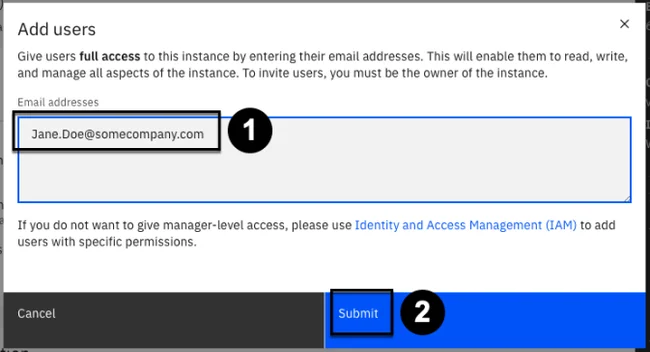 Add users
Give users full access to this instance by entering their email addresses. This will enable them to read, write,
and manage all aspects of the instance. To invite users, you must be the owner of the instance.
Email addresses
Jane.Doe@somecompany.com
1
If you do not want to give manager-level access, please use Identity and Access Management (IAM) to add
users with specific permissions.
Cancel
Submit
2